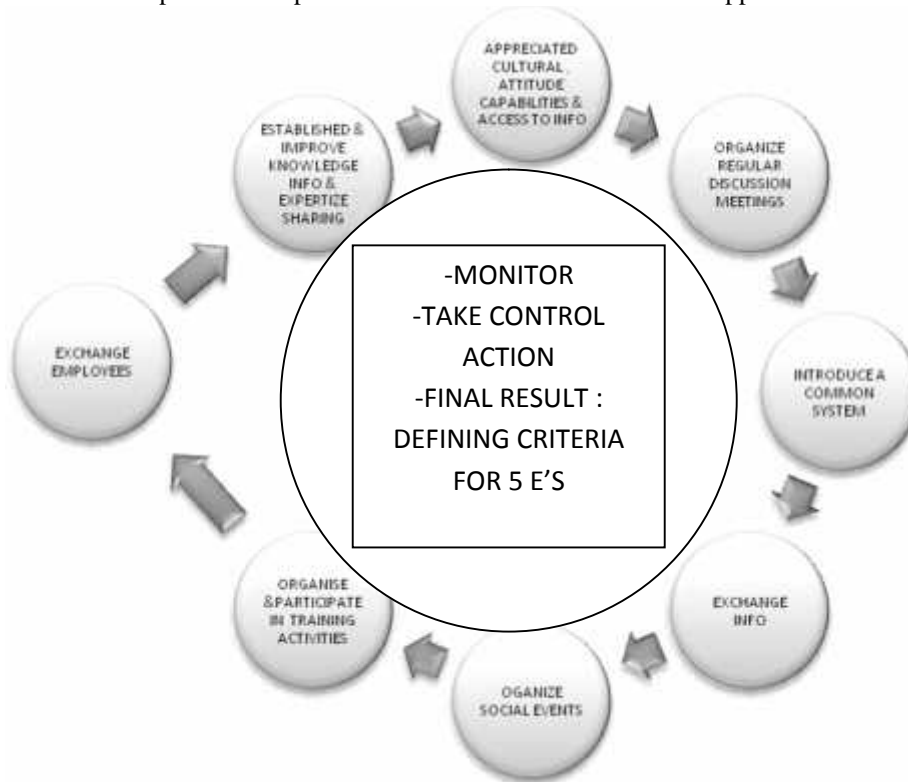 APPRECIATED
CULTURAL ,
ATTITUDE
CAPABILITIES &
ACCESS TO INFO
ORGANIZE
REGULAR
DISCUSSION
MEETINGS
INTRODUCE A
COMMON
SYSTEM
EXCHANGE
INFO
OGANIZE
SOCIAL EVENTS
ORGANISE
&PARTICIPATE
IN TRAINING
ACTIVITIES
EXCHANGE
EMPLOYEES
ESTABLISHED &
IMPROVE
KNOWLEDGE
INFO &
EXPERTIZE
SHARING
-MONITOR
-TAKE CONTROL
ACTION
-FINAL RESULT :
DEFINING CRITERIA
FOR 5 E’S